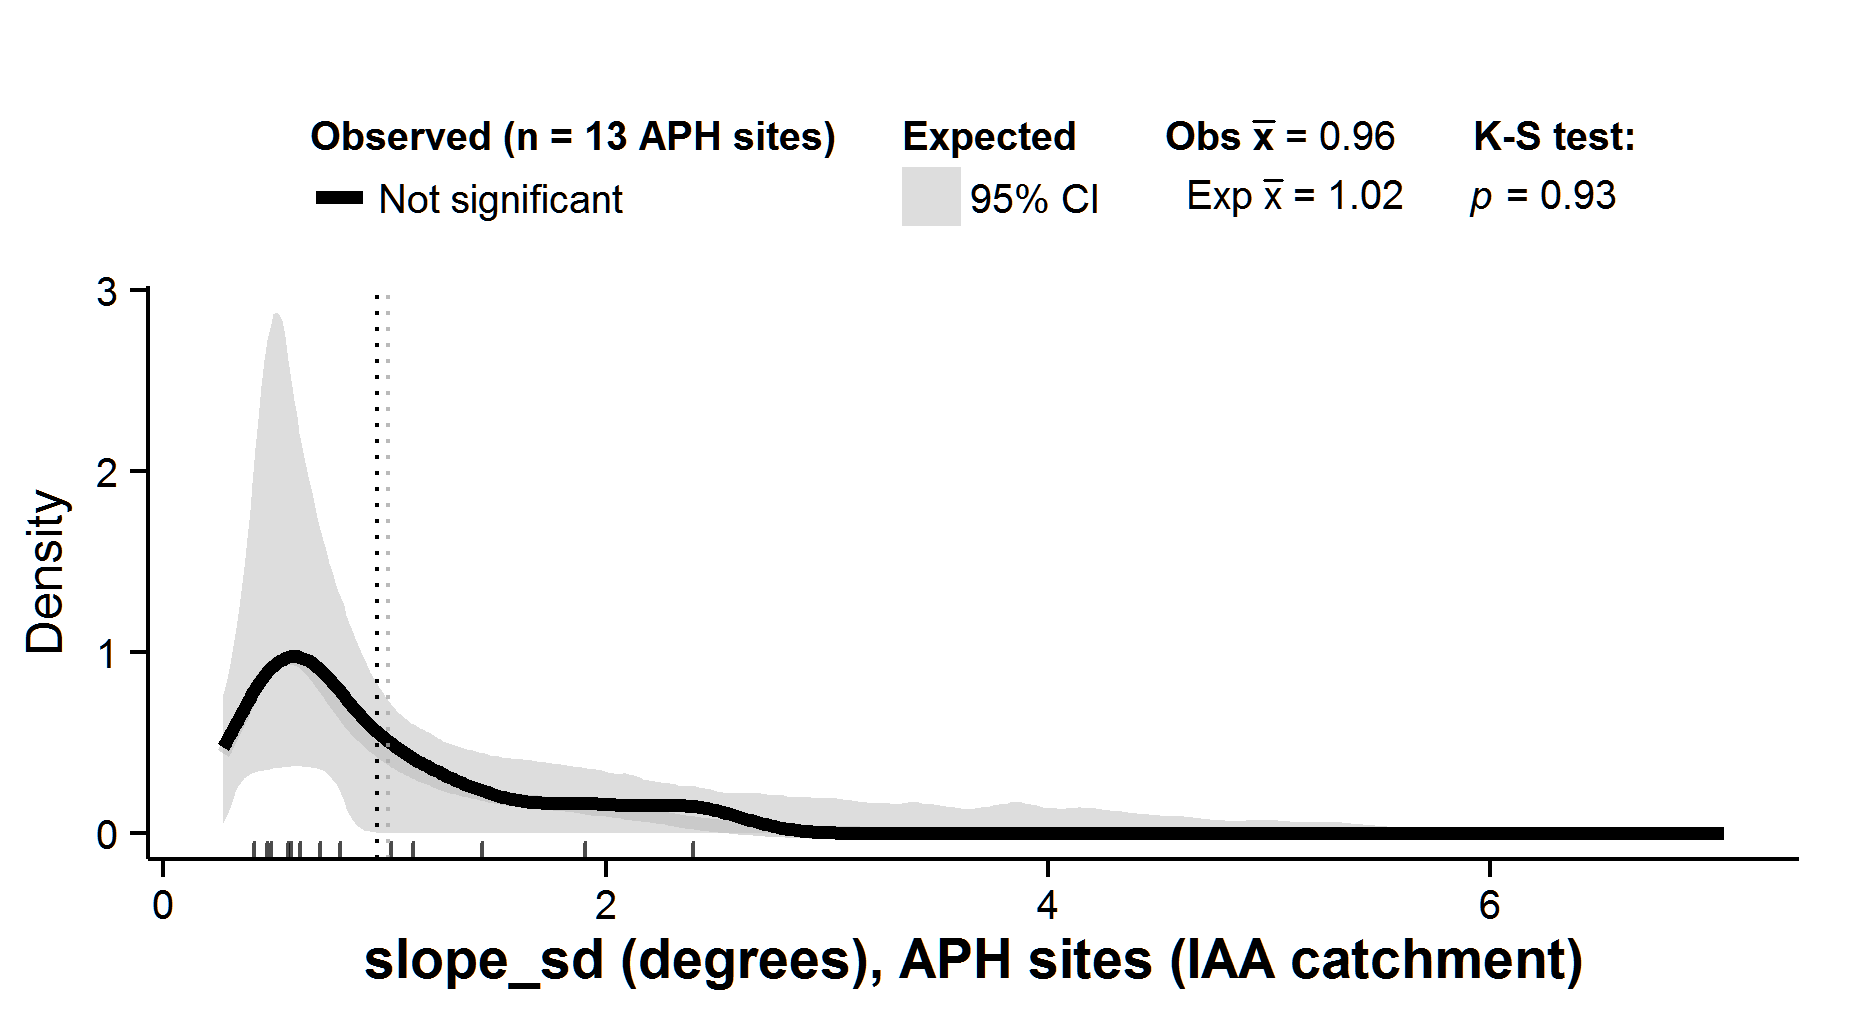 Observed (n = 13 APH sites) Expected Obs x̅ = 0.96 K-S test:
Not significant 95% CI Exp x̅ = 1.02 p = 0.93
3
2
1
0
Density
0 2 4 6
slope_sd (degrees), APH sites (IAA catchment)